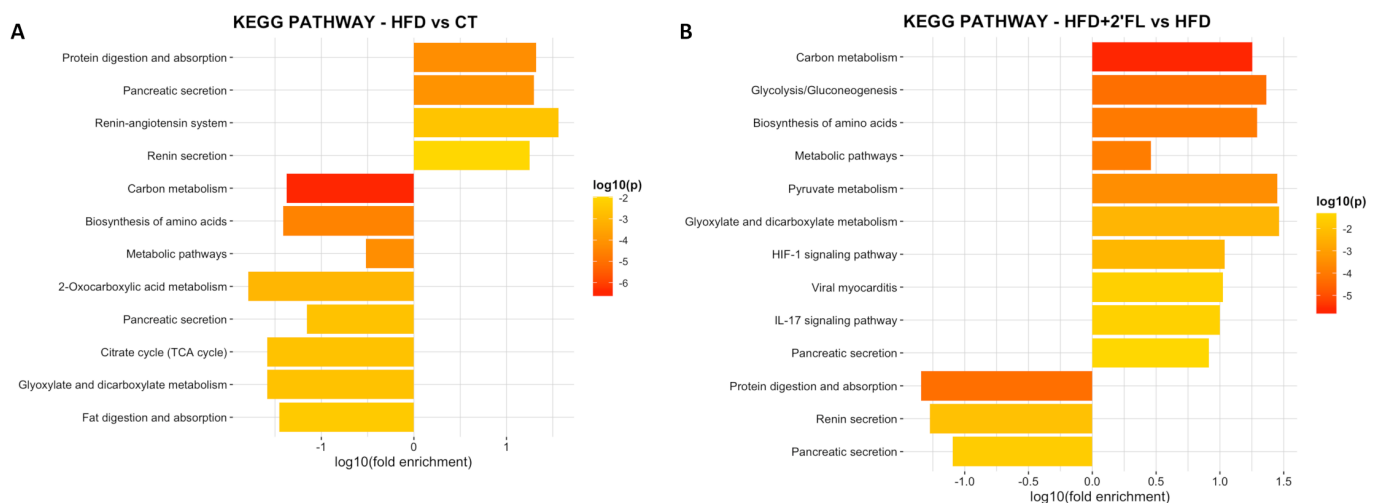 A
KEGG PATHWAY - HFD vs CT
Protein digestion and absorption
Pancreatic secretion
Renin-angiotensin system
Renin secretion
Carbon metabolism
Biosynthesis of amino acids
Metabolic pathways
2-Oxocarboxylic acid metabolism
Pancreatic secretion
Citrate cycle (TCA cycle)
Glyoxylate and dicarboxylate metabolism
Fat digestion and absorption
-1
0
1
log10(fold enrichment)
log10(p)
-2
-3
-4
-5
-6
B
KEGG PATHWAY - HFD+2'FL vs HFD
Carbon metabolism
Glycolysis/Gluconeogenesis
Biosynthesis of amino acids
Metabolic pathways
Pyruvate metabolism
Glyoxylate and dicarboxylate metabolism
HIF-1 signaling pathway
Viral myocarditis
IL-17 signaling pathway
Pancreatic secretion
Protein digestion and absorption
Renin secretion
Pancreatic secretion
-1.0
-0.5
0.0
0.5
1.0
1.5
log10(fold enrichment)
log10(p)
-2
-3
-4
-5